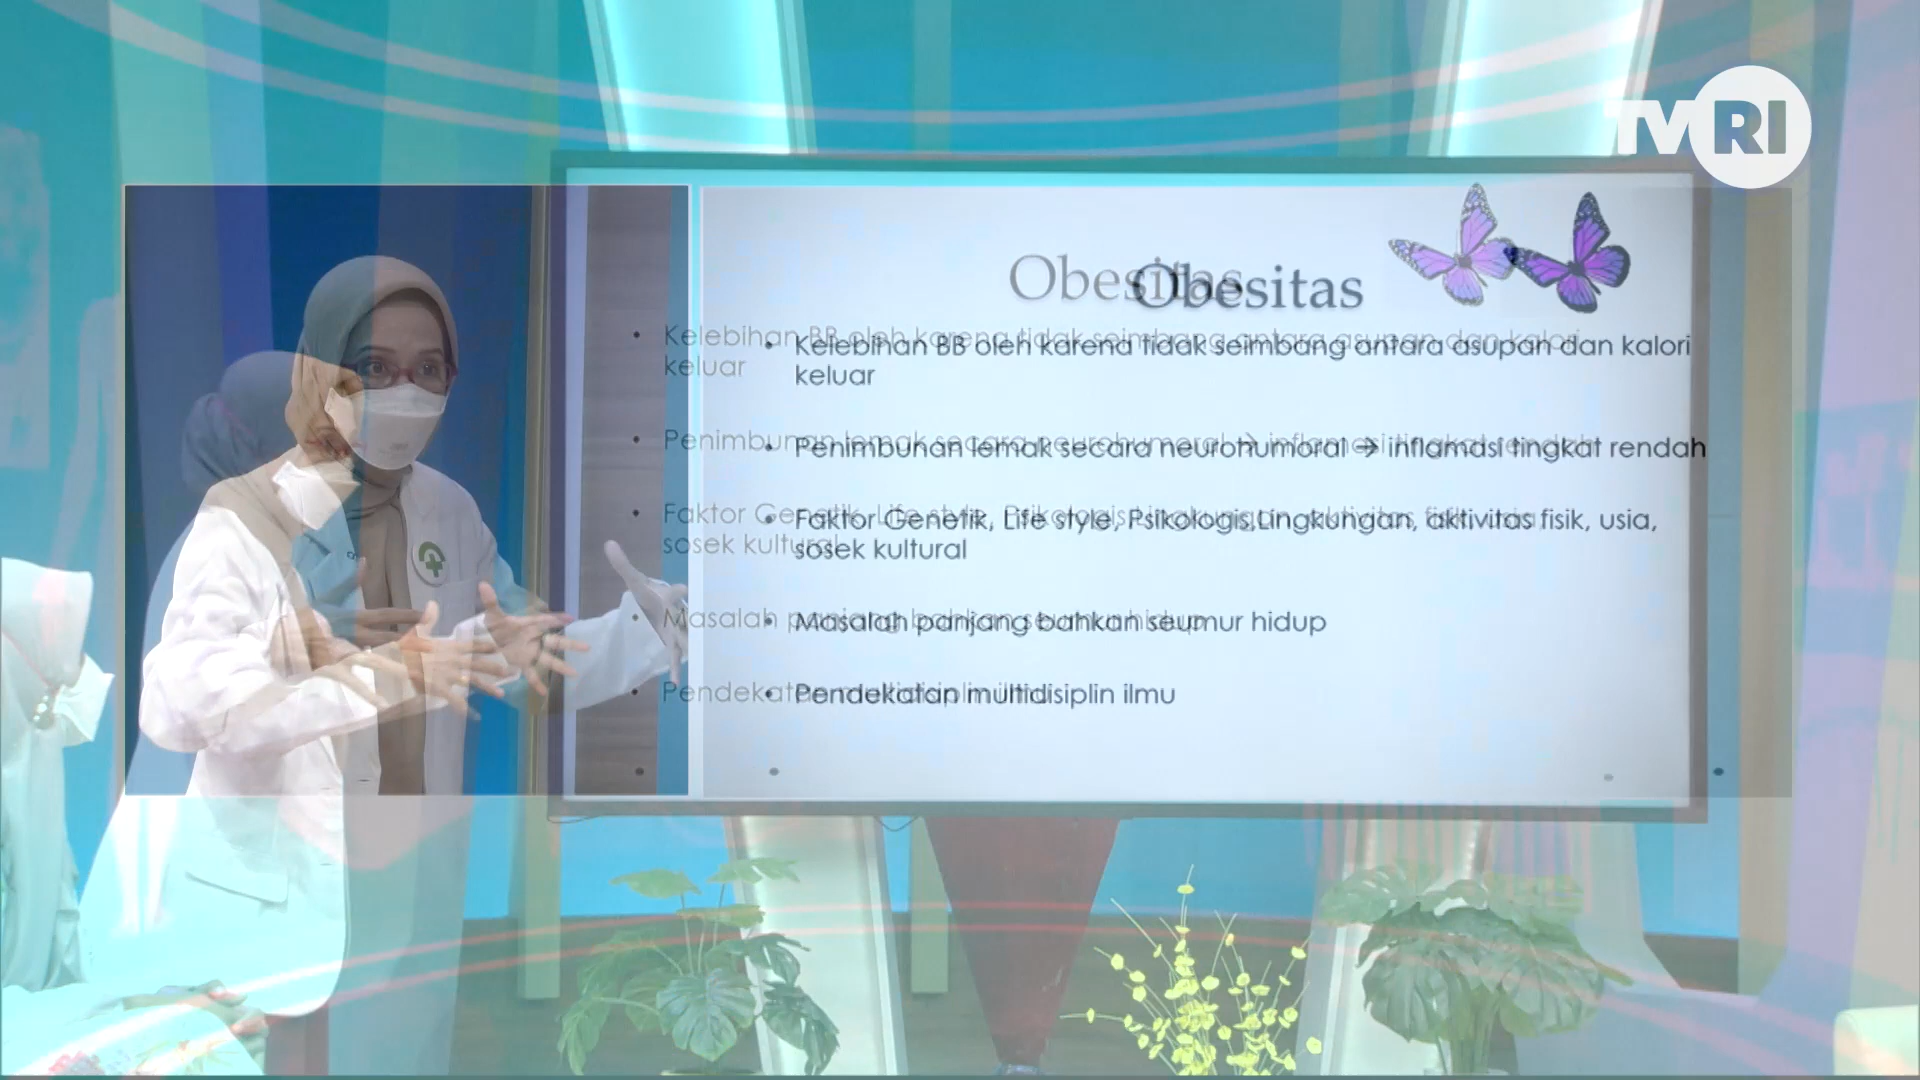 TVRI
Obesitas
• Kelebihan BB oleh karena tidak seimbang antara asupan dan kalori
keluar
• Penimbunan lemak secara neurohumoral → inflamasi tingkat rendah
• Faktor Genetik, Life style, Psikologis,Lingkungan, aktivitas fisik, usia,
sosek kultural
• Masalah panjang bahkan seumur hidup
• Pendekatan multidisiplin ilmu